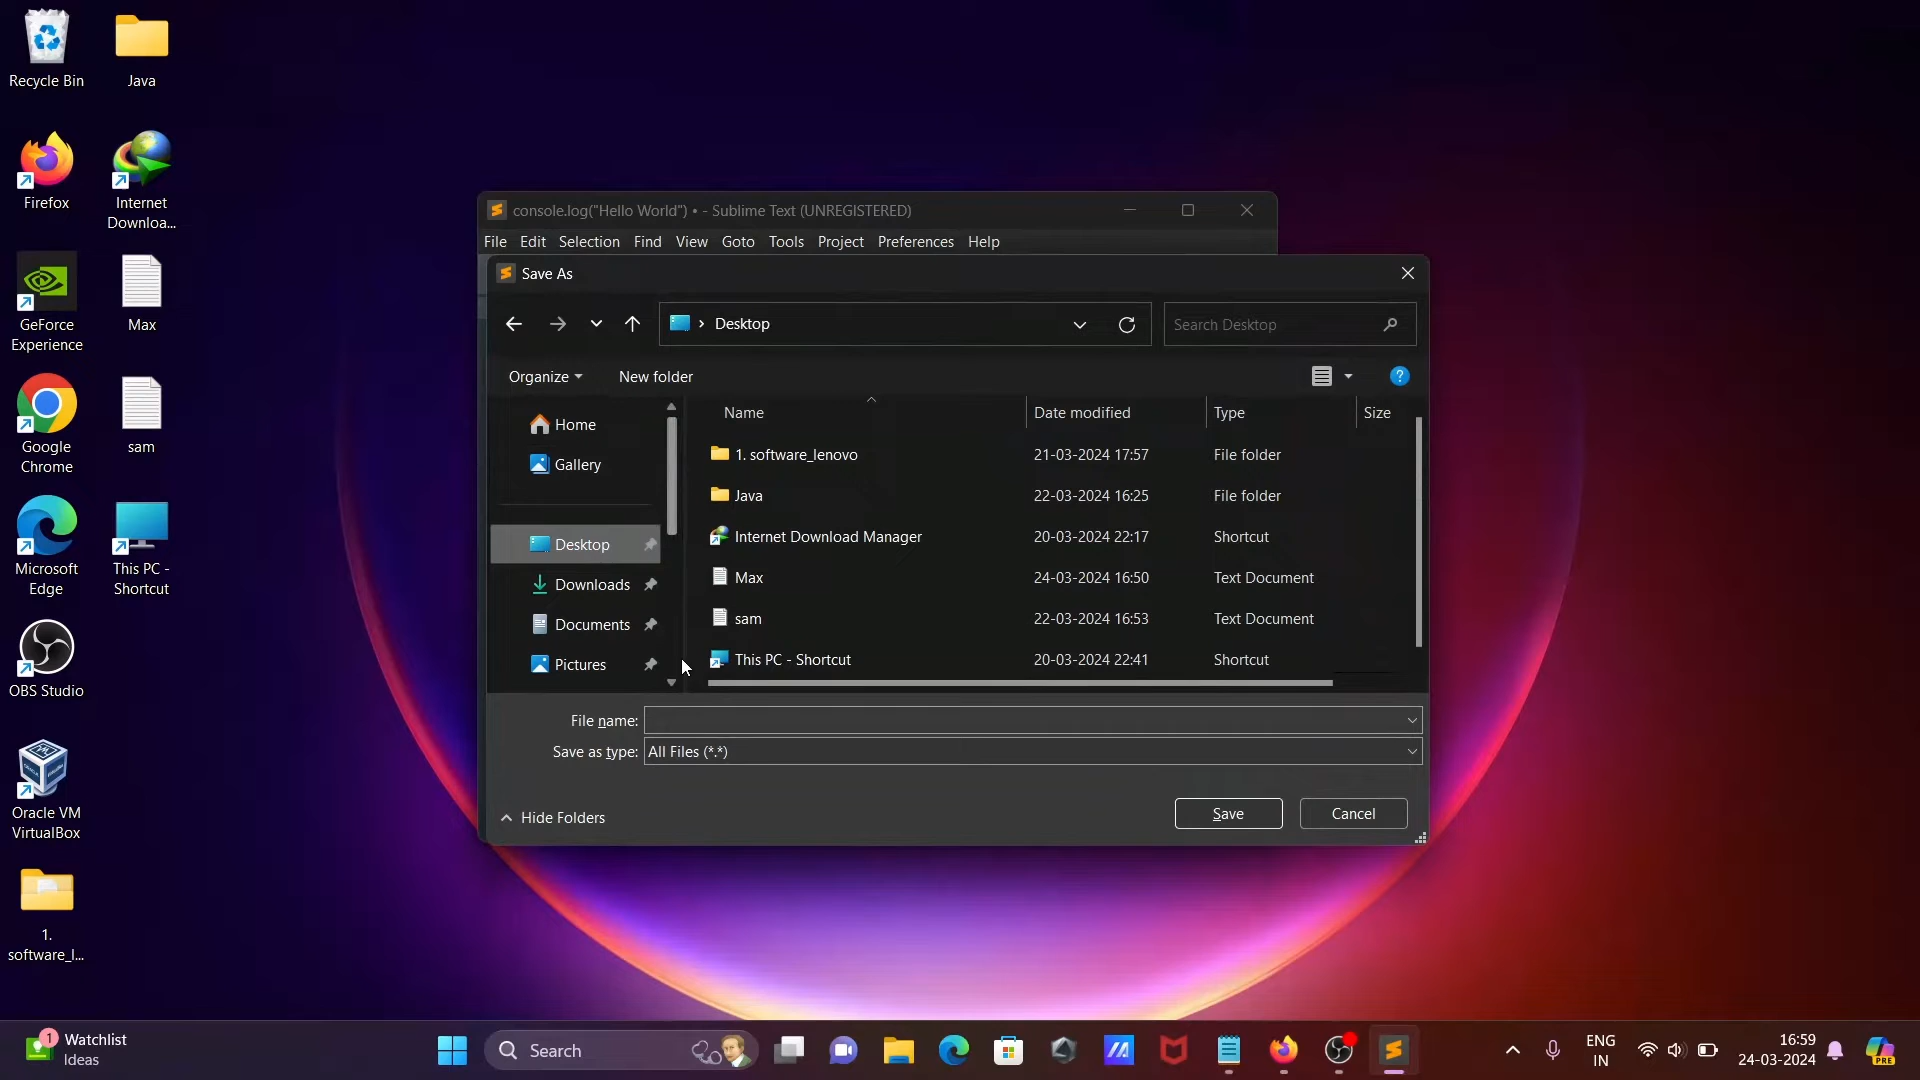 Recycle Bin
Java
Firefox
Internet
Downloa...
GeForce
Experience
Max
Google
Chrome
sam
Microsoft
Edge
This PC -
Shortcut
OBS Studio
Oracle VM
VirtualBox
1.
software_l...
console.log("Hello World") • - Sublime Text (UNREGISTERED)
File Edit Selection Find View Goto Tools Project Preferences Help
Save As
Desktop
Search Desktop
Organize
New folder
Home
Gallery
Desktop
Downloads
Documents
Pictures
Name Date modified Type Size
1. software_lenovo 21-03-2024 17:57 File folder
Java 22-03-2024 16:25 File folder
Internet Download Manager 20-03-2024 22:17 Shortcut
Max 24-03-2024 16:50 Text Document
sam 22-03-2024 16:53 Text Document
This PC - Shortcut 20-03-2024 22:41 Shortcut
File name:
Save as type: All Files (*.*)
Hide Folders
Save
Cancel
1
Watchlist
Ideas
Search
ENG
IN
16:59
24-03-2024
PRE